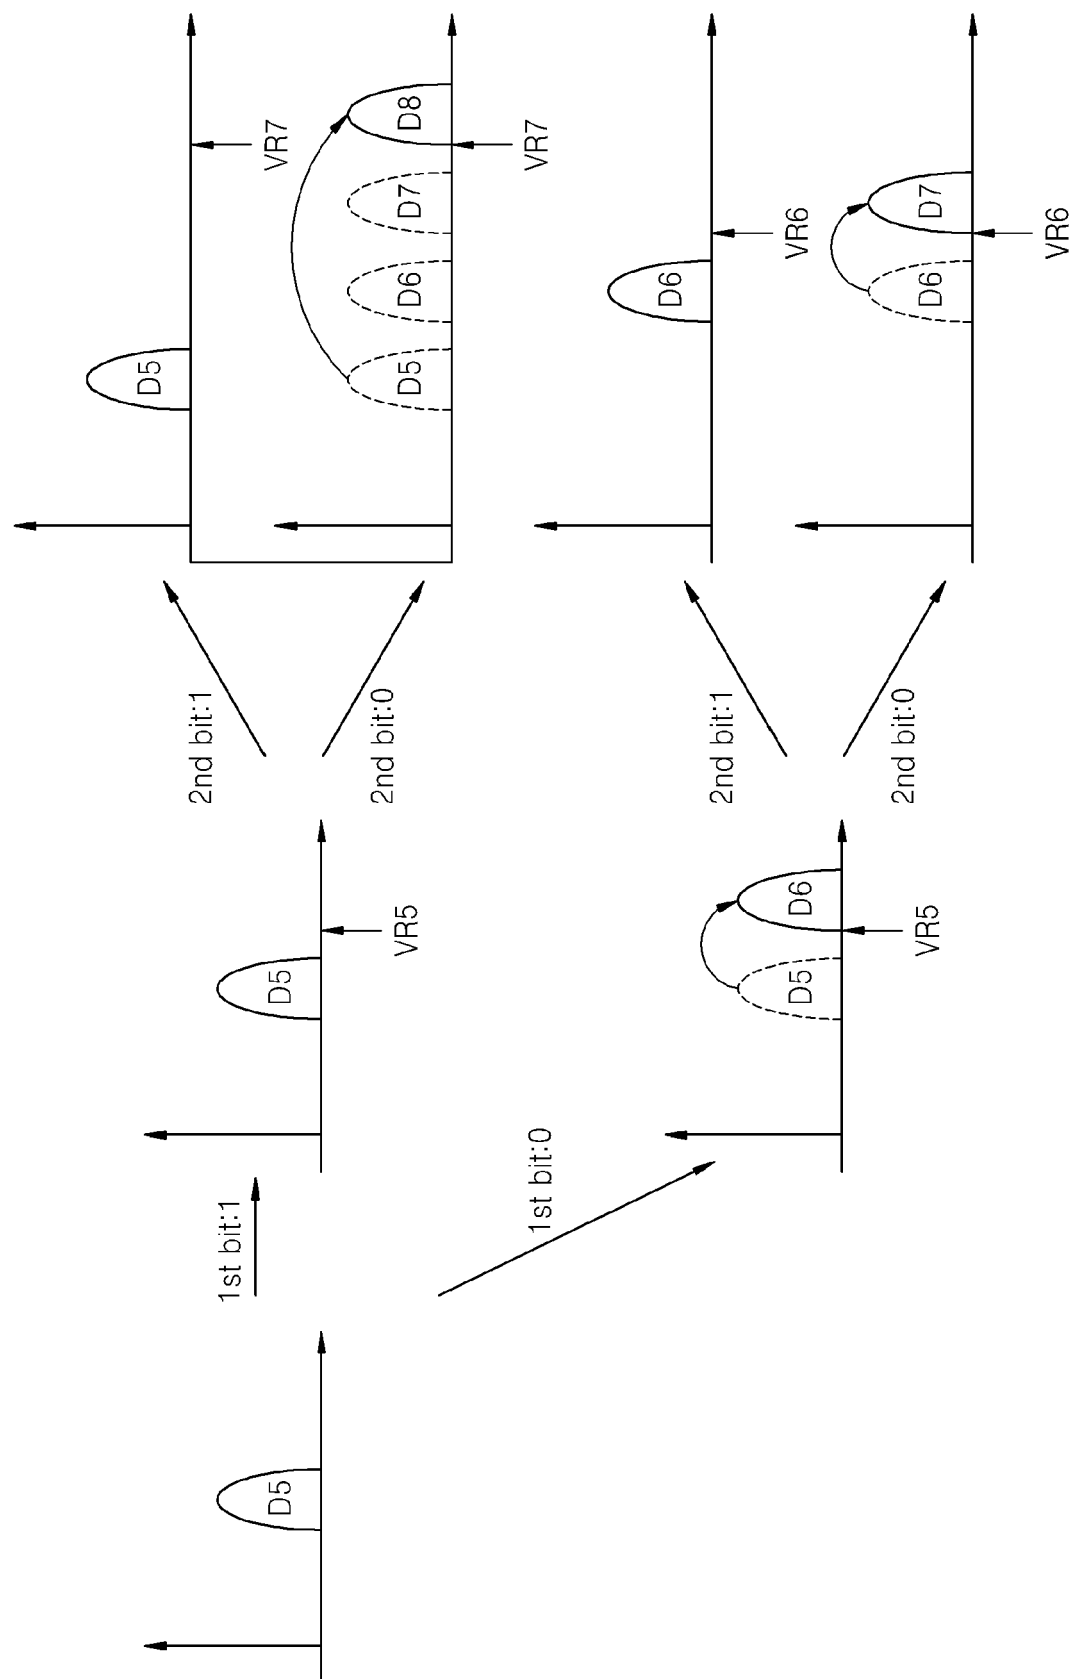 D5
1st bit:1
1st bit:0
D5
VR5
D5
D6
VR5
2nd bit:1
2nd bit:0
2nd bit:1
2nd bit:0
D5
VR7
D5
D6
D7
D8
VR7
D6
VR6
D6
D7
VR6